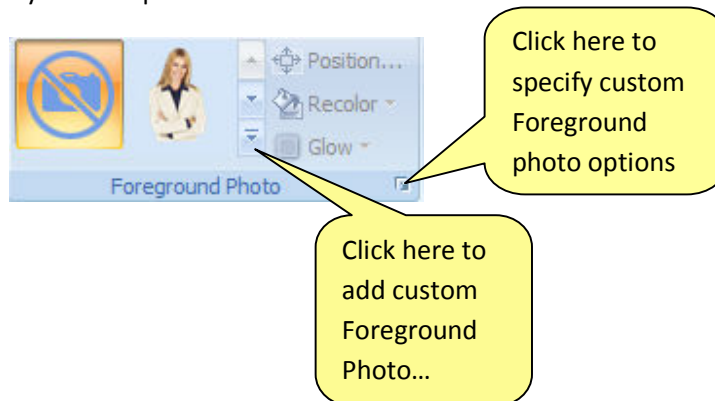 Position...
Recolor
Glow
Foreground Photo
Click here to
specify custom
Foreground
photo options
Click here to
add custom
Foreground
Photo…